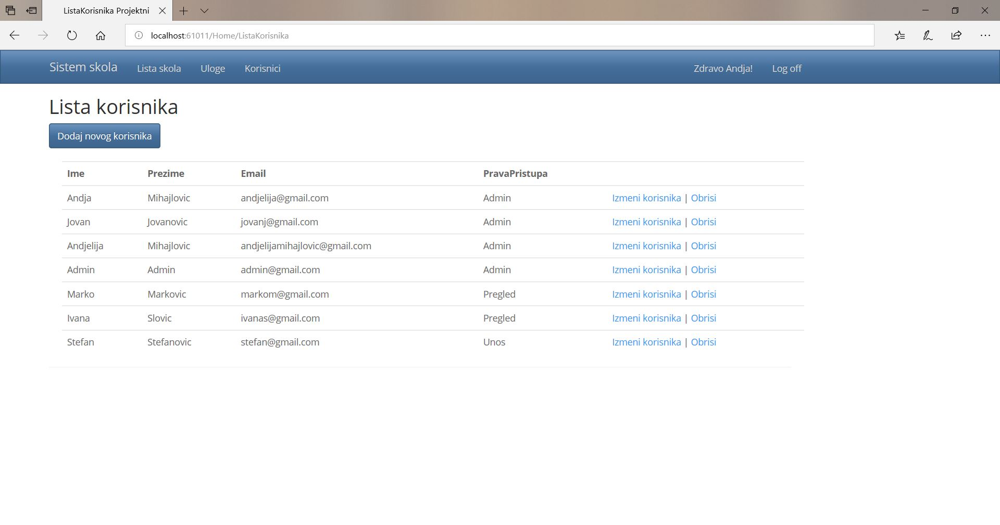 ListaKorisnika Projektni
localhost:61011/Home/ListaKorisnika
Sistem skola Lista skola Uloge Korisnici Zdravo Andja! Log off
Lista korisnika
Dodaj novog korisnika
Ime Prezime Email PravaPristupa
Andja Mihajlovic andjelija@gmail.com Admin Izmeni korisnika | Obrisi
Jovan Jovanovic jovanj@gmail.com Admin Izmeni korisnika | Obrisi
Andjelija Mihajlovic andjelijamihajlovic@gmail.com Admin Izmeni korisnika | Obrisi
Admin Admin admin@gmail.com Admin Izmeni korisnika | Obrisi
Marko Markovic markom@gmail.com Pregled Izmeni korisnika | Obrisi
Ivana Slovic ivanas@gmail.com Pregled Izmeni korisnika | Obrisi
Stefan Stefanovic stefan@gmail.com Unos Izmeni korisnika | Obrisi